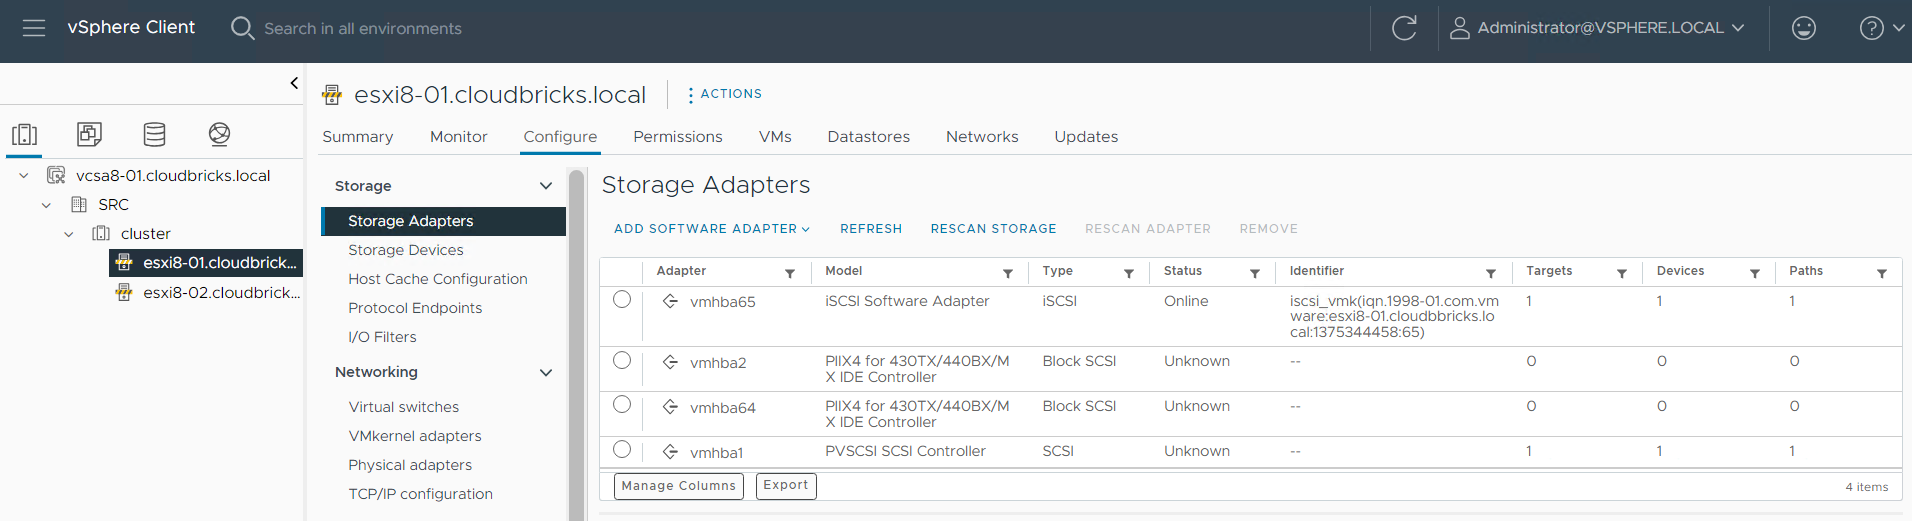 vSphere Client
Search in all environments
Administrator@VSPHERE.LOCAL
esxi8-01.cloudbricks.local
ACTIONS
Summary Monitor Configure Permissions VMs Datastores Networks Updates
vcsa8-01.cloudbricks.local
SRC
cluster
esxi8-01.cloudbrick...
esxi8-02.cloudbrick...
Storage
Storage Adapters
Storage Devices
Host Cache Configuration
Protocol Endpoints
I/O Filters
Networking
Virtual switches
VMkernel adapters
Physical adapters
TCP/IP configuration
Storage Adapters
ADD SOFTWARE ADAPTER REFRESH RESCAN STORAGE RESCAN ADAPTER REMOVE
Adapter Model Type Status Identifier Targets Devices Paths
vmhba65 iSCSI Software Adapter iSCSI Online iscsi_vmk(iqn.1998-01.com.vm 1 1 1
ware:esxi8-01.cloudbbricks.lo
cal:1375344458:65)
vmhba2 PIIX4 for 430TX/440BX/M Block SCSI Unknown -- 0 0 0
X IDE Controller
vmhba64 PIIX4 for 430TX/440BX/M Block SCSI Unknown -- 0 0 0
X IDE Controller
vmhba1 PVSCSI SCSI Controller SCSI Unknown -- 1 1 1
Manage Columns Export
4 items